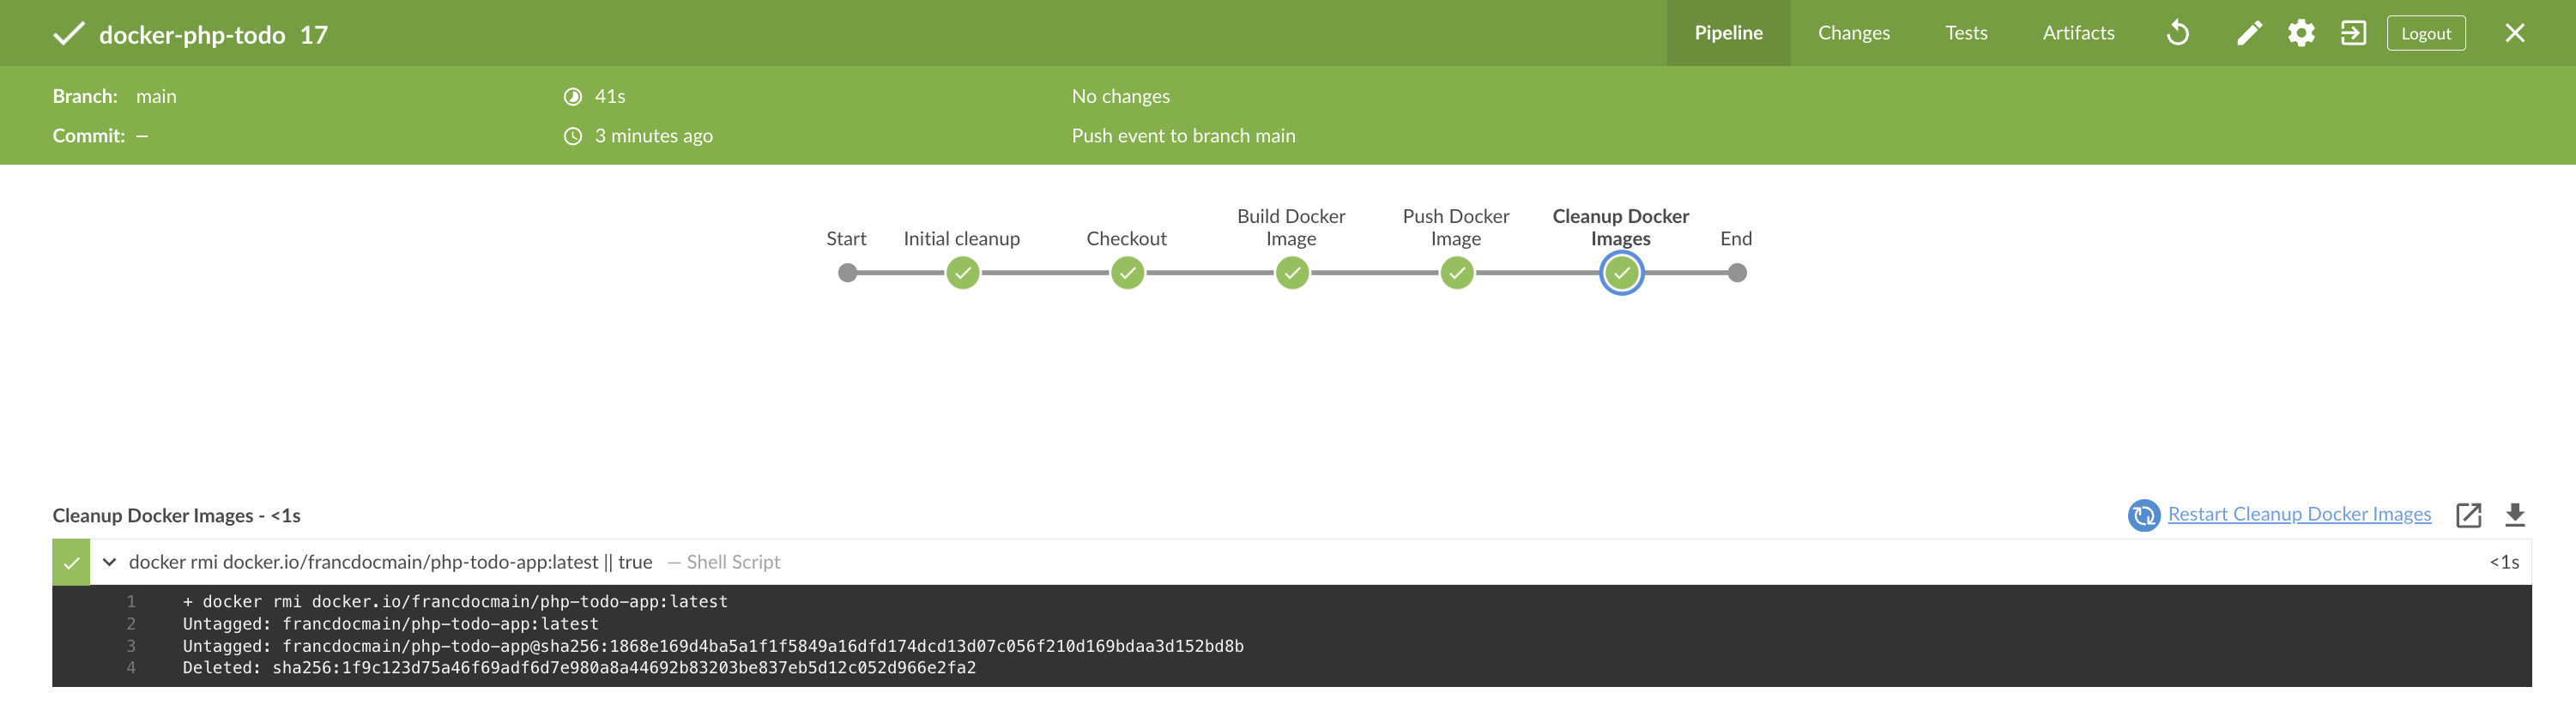 docker-php-todo 17
Pipeline Changes Tests Artifacts Logout
Branch: main 41s No changes
Commit: — 3 minutes ago Push event to branch main
Start Initial cleanup Checkout Build Docker Image Push Docker Image Cleanup Docker Images End
Cleanup Docker Images - <1s Restart Cleanup Docker Images
docker rmi docker.io/francdocmain/php-todo-app:latest || true — Shell Script <1s
1 + docker rmi docker.io/francdocmain/php-todo-app:latest
2 Untagged: francdocmain/php-todo-app:latest
3 Untagged: francdocmain/php-todo-app@sha256:1868e169d4ba5a1f1f5849a16dfd174dcd13d07c056f210d169bdaa3d152bd8b
4 Deleted: sha256:1f9c123d75a46f69adf6d7e980a8a44692b83203be837eb5d12c052d966e2fa2